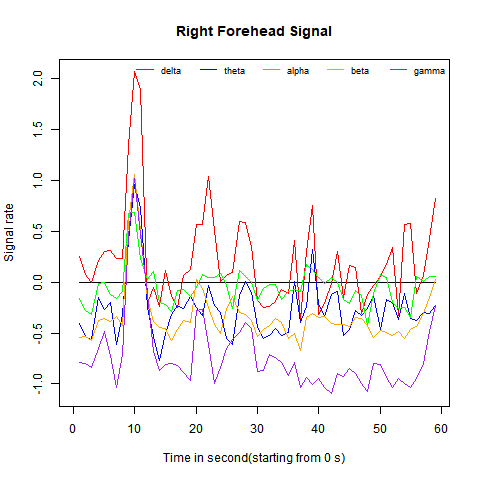 Right Forehead Signal
delta theta alpha beta gamma
Signal rate
2.0
1.5
1.0
0.5
0.0
-0.5
-1.0
0 10 20 30 40 50 60
Time in second(starting from 0 s)